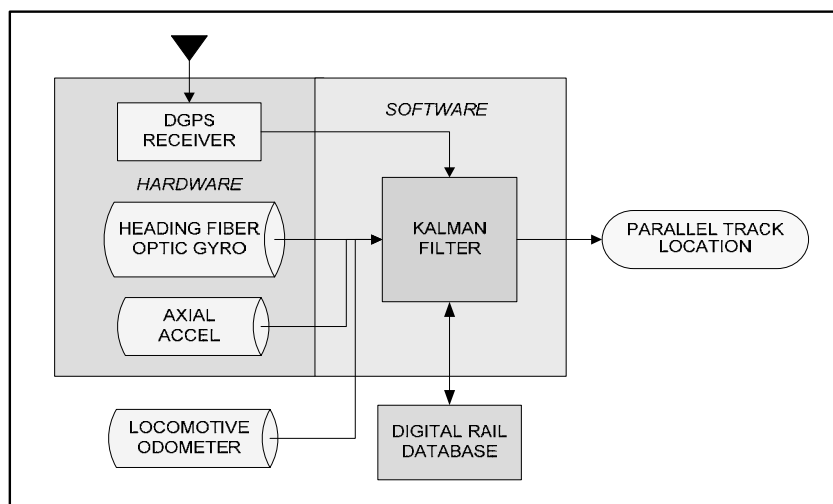 DGPS
RECEIVER
SOFTWARE
HARDWARE
HEADING FIBER
OPTIC GYRO
KALMAN
FILTER
PARALLEL TRACK
LOCATION
AXIAL
ACCEL
LOCOMOTIVE
ODOMETER
DIGITAL RAIL
DATABASE